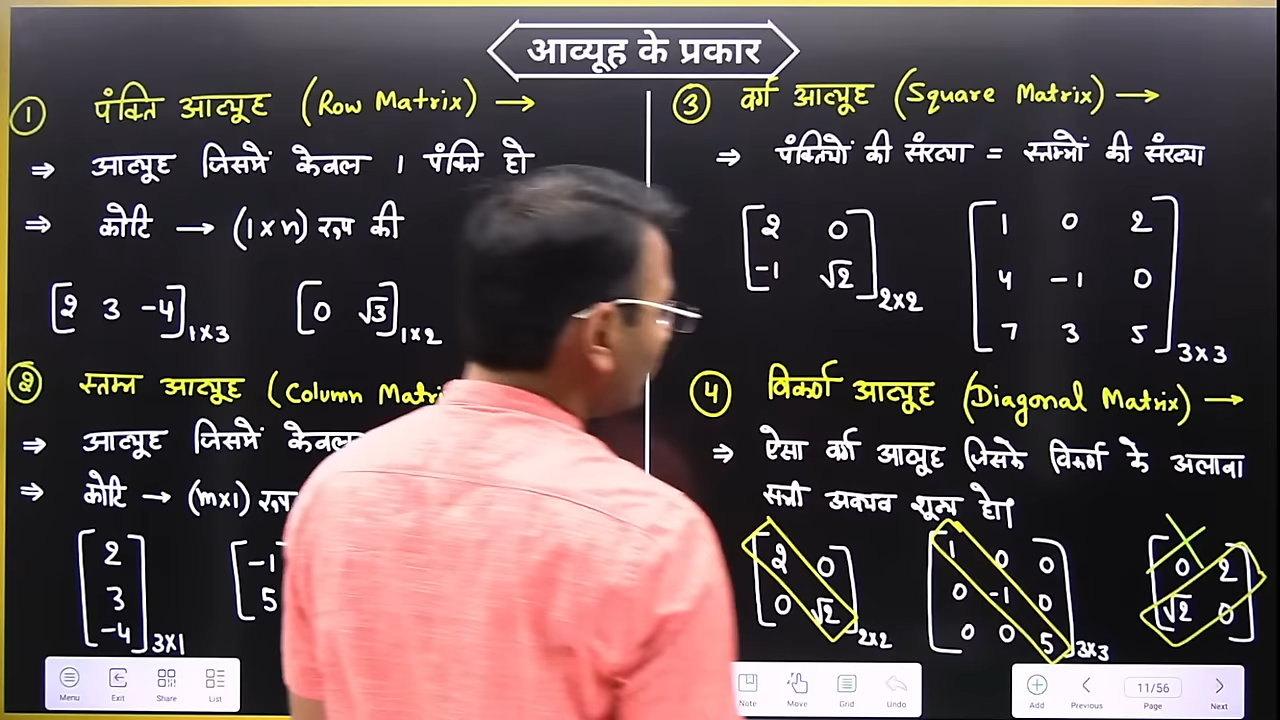 आव्यूह के प्रकार
① पंक्ति आव्यूह (Row Matrix) →
⇒ आव्यूह जिसमें केवल 1 पंक्ति हो
⇒ कोटि → (1×n) रूप की
[2 3 -4]1×3 [0 √3]1×2
② स्तम्भ आव्यूह (Column Matri
⇒ आव्यूह जिसमें केवल
⇒ कोटि → (m×1) रूप
[2
3
-4]3×1
[-1
5
③ वर्ग आव्यूह (Square Matrix) →
⇒ पंक्तियों की संख्या = स्तम्भों की संख्या
[2 0
-1 √2]2×2
[1 0 2
4 -1 0
7 3 5]3×3
④ विकर्ण आव्यूह (Diagonal Matrix) →
⇒ ऐसा वर्ग आव्यूह जिसके विकर्ण के अलावा
सभी अवयव शून्य हो।
[2 0
0 √2]2×2
[1 0 0
0 -1 0
0 0 5]3×3
[0 2
√2 0]
Menu Exit Share List
Note Move Grid Undo
Add Previous 11/56 Page Next